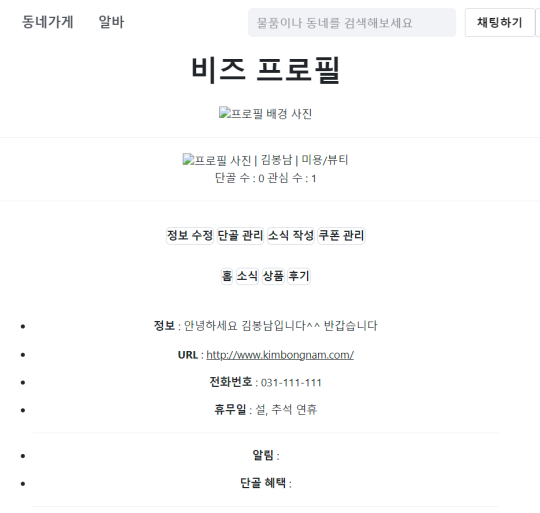 동네가게 알바 물품이나 동네를 검색해보세요 채팅하기
비즈 프로필
프로필 배경 사진
프로필 사진 | 김봉남 | 미용/뷰티
단골 수 : 0 관심 수 : 1
정보 수정 단골 관리 소식 작성 쿠폰 관리
홈 소식 상품 후기
정보 : 안녕하세요 김봉남입니다^^ 반갑습니다
URL : http://www.kimbongnam.com/
전화번호 : 031-111-111
휴무일 : 설, 추석 연휴
알림 :
단골 혜택 :